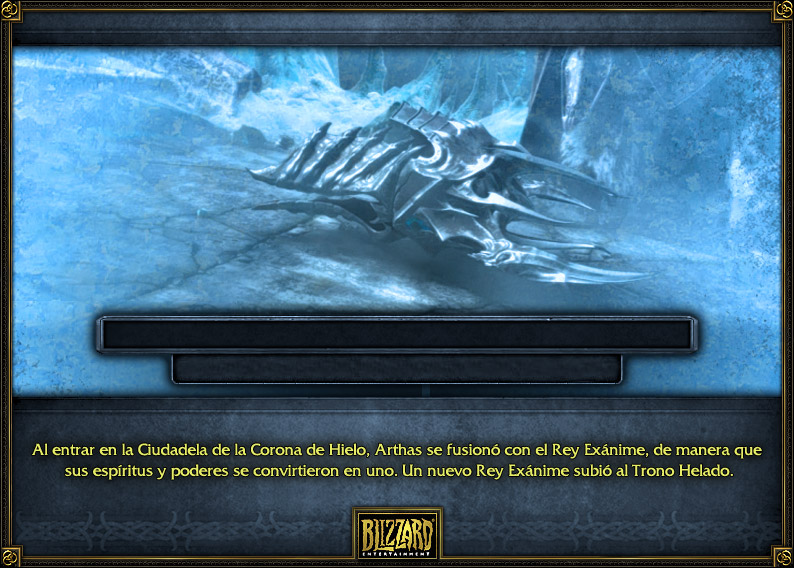 Al entrar en la Ciudadela de la Corona de Hielo, Arthas se fusionó con el Rey Exánime, de manera que
sus espíritus y poderes se convirtieron en uno. Un nuevo Rey Exánime subió al Trono Helado.
BLIZZARD
ENTERTAINMENT